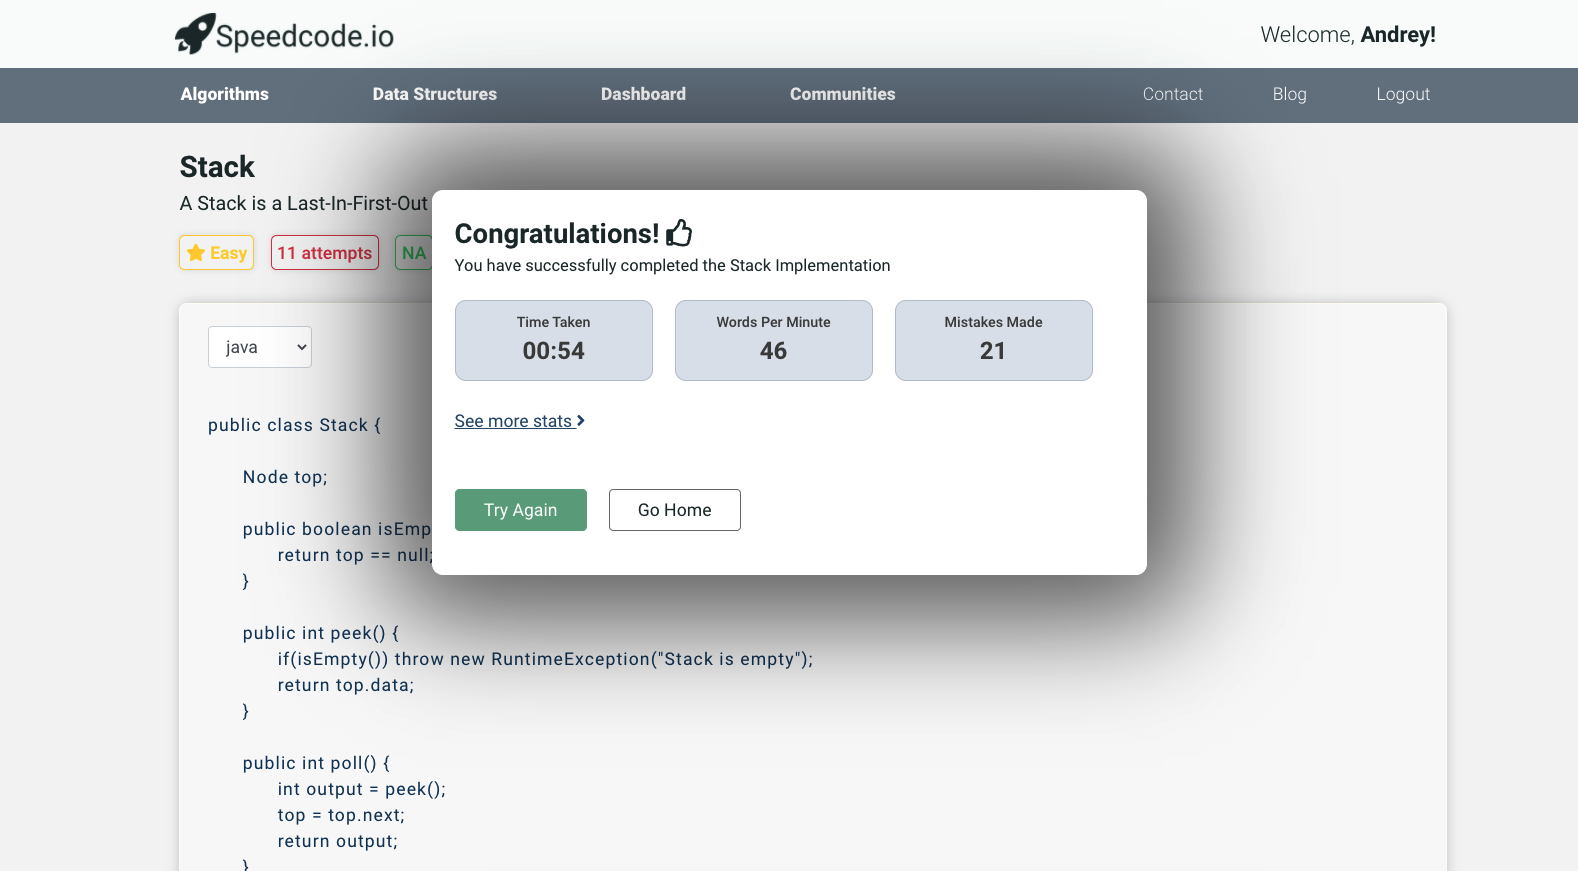 Speedcode.io
Welcome, Andrey!
Algorithms Data Structures Dashboard Communities Contact Blog Logout
Stack
A Stack is a Last-In-First-Out
Easy 11 attempts NA
Congratulations!
You have successfully completed the Stack Implementation
Time Taken Words Per Minute Mistakes Made
00:54 46 21
See more stats
Try Again Go Home
java
public class Stack {
Node top;
public boolean isEmp
return top == null;
}
public int peek() {
if(isEmpty()) throw new RuntimeException("Stack is empty");
return top.data;
}
public int poll() {
int output = peek();
top = top.next;
return output;
}